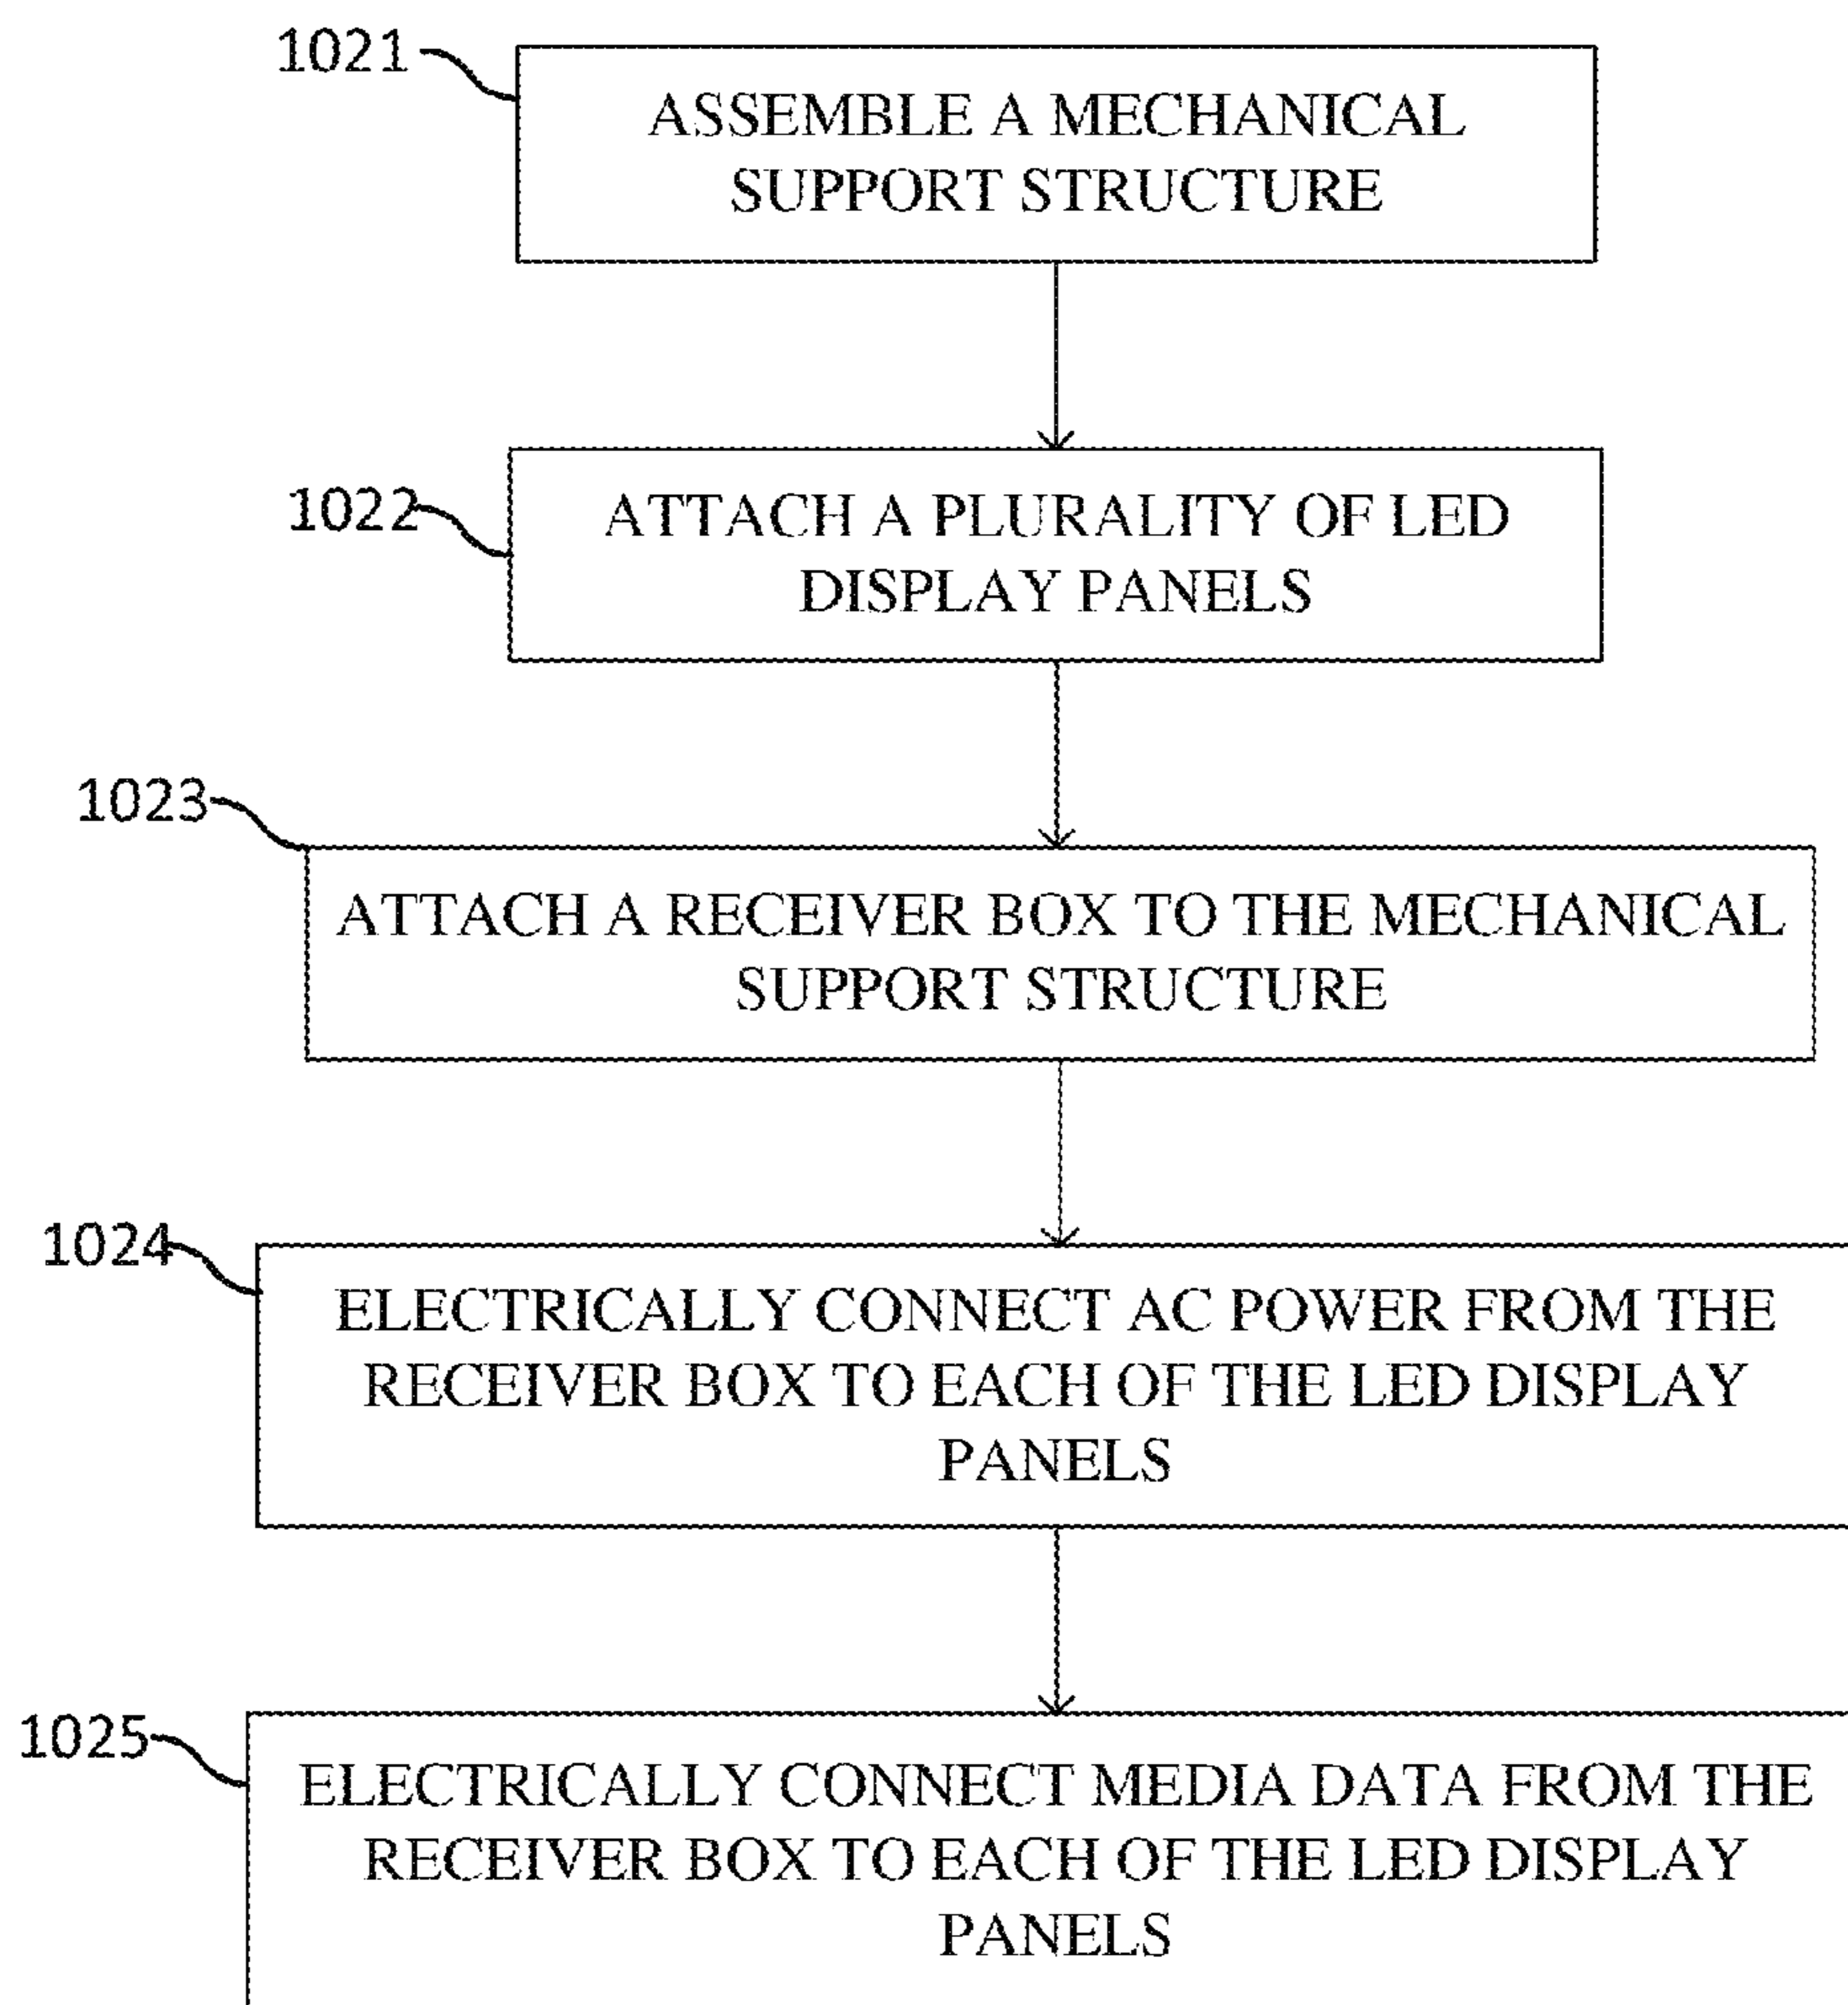 1021
ASSEMBLE A MECHANICAL
SUPPORT STRUCTURE
1022
ATTACH A PLURALITY OF LED
DISPLAY PANELS
1023
ATTACH A RECEIVER BOX TO THE MECHANICAL
SUPPORT STRUCTURE
1024
ELECTRICALLY CONNECT AC POWER FROM THE
RECEIVER BOX TO EACH OF THE LED DISPLAY
PANELS
1025
ELECTRICALLY CONNECT MEDIA DATA FROM THE
RECEIVER BOX TO EACH OF THE LED DISPLAY
PANELS